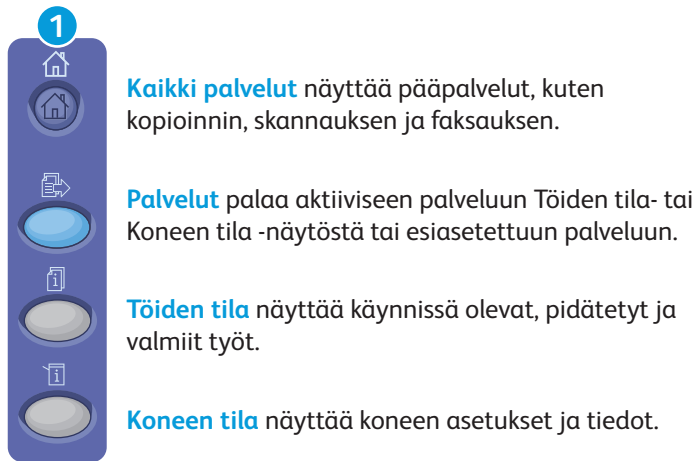 1
Kaikki palvelut näyttää pääpalvelut, kuten
kopioinnin, skannauksen ja faksauksen.
Palvelut palaa aktiiviseen palveluun Töiden tila- tai
Koneen tila -näytöstä tai esiasetettuun palveluun.
i
Töiden tila näyttää käynnissä olevat, pidätetyt ja
valmiit työt.
i
Koneen tila näyttää koneen asetukset ja tiedot.